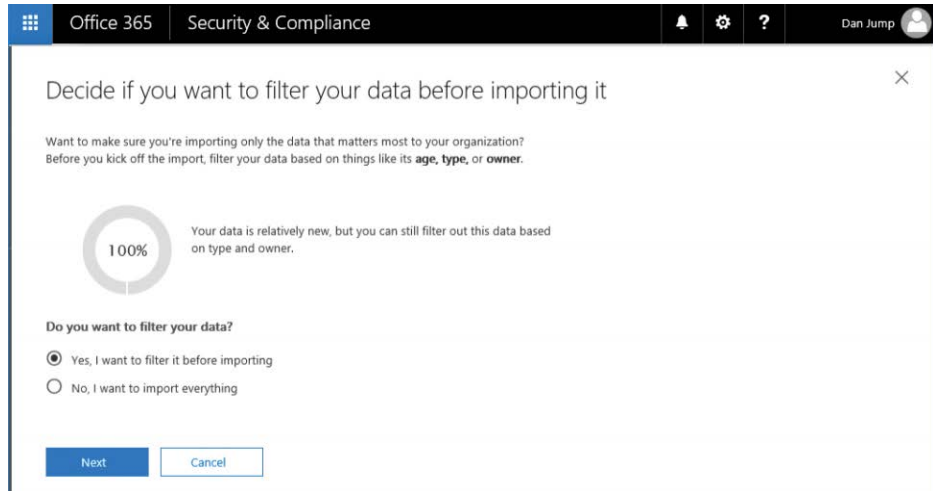 Office 365 Security & Compliance ? Dan Jump
Decide if you want to filter your data before importing it
Want to make sure you're importing only the data that matters most to your organization?
Before you kick off the import, filter your data based on things like its age, type, or owner.
Your data is relatively new, but you can still filter out this data based
100% on type and owner.
Do you want to filter your data?
Yes, I want to filter it before importing
No, I want to import everything
Next Cancel